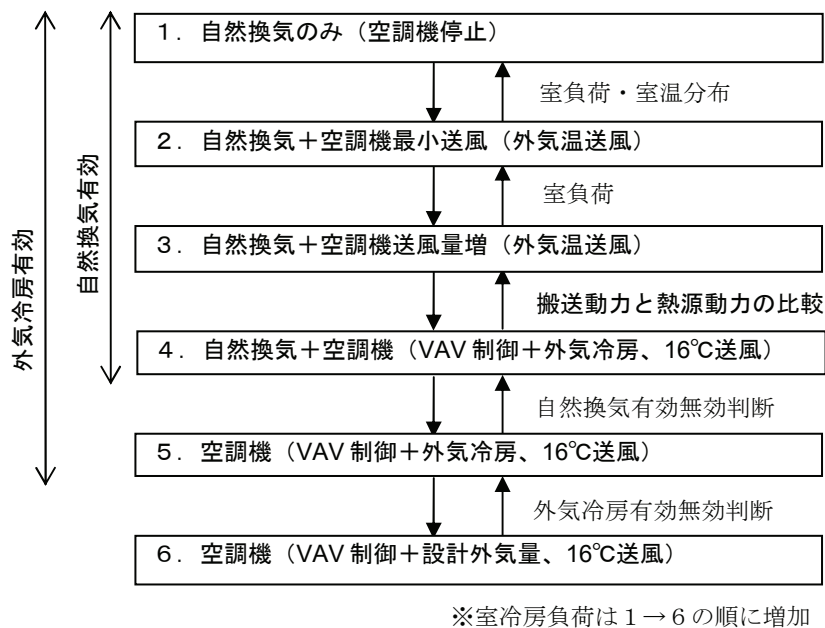 外気冷房有効
自然換気有効
1．自然換気のみ（空調機停止）
室負荷・室温分布
2．自然換気＋空調機最小送風（外気温送風）
室負荷
3．自然換気＋空調機送風量増（外気温送風）
搬送動力と熱源動力の比較
4．自然換気＋空調機（VAV 制御＋外気冷房、16℃送風）
自然換気有効無効判断
5．空調機（VAV 制御＋外気冷房、16℃送風）
外気冷房有効無効判断
6．空調機（VAV 制御＋設計外気量、16℃送風）
※室冷房負荷は１→６の順に増加